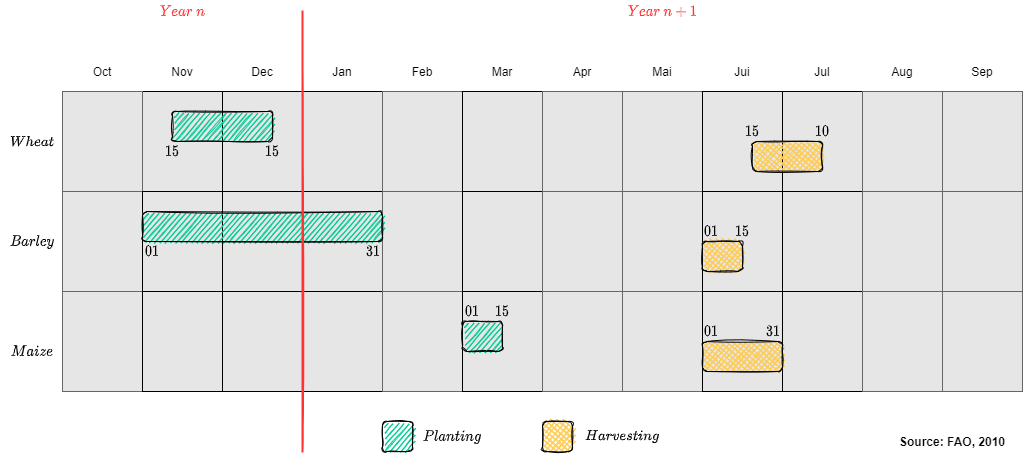 Year n Year n + 1
Oct Nov Dec Jan Feb Mar Apr Mai Jui Jul Aug Sep
15 10
Wheat
15 15
01 15
Barley
01 31
01 15
01 31
Maize
Planting Harvesting
Source: FAO, 2010